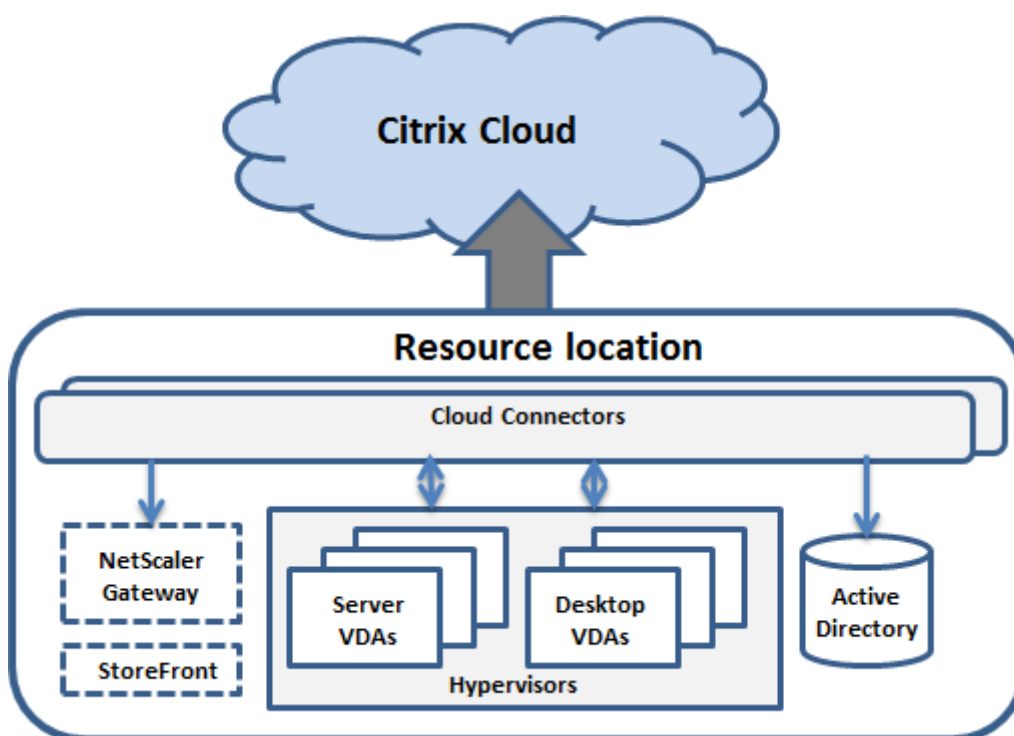 Citrix Cloud
Resource location
Cloud Connectors
NetScaler
Gateway
StoreFront
Server
VDAs
Desktop
VDAs
Hypervisors
Active
Directory